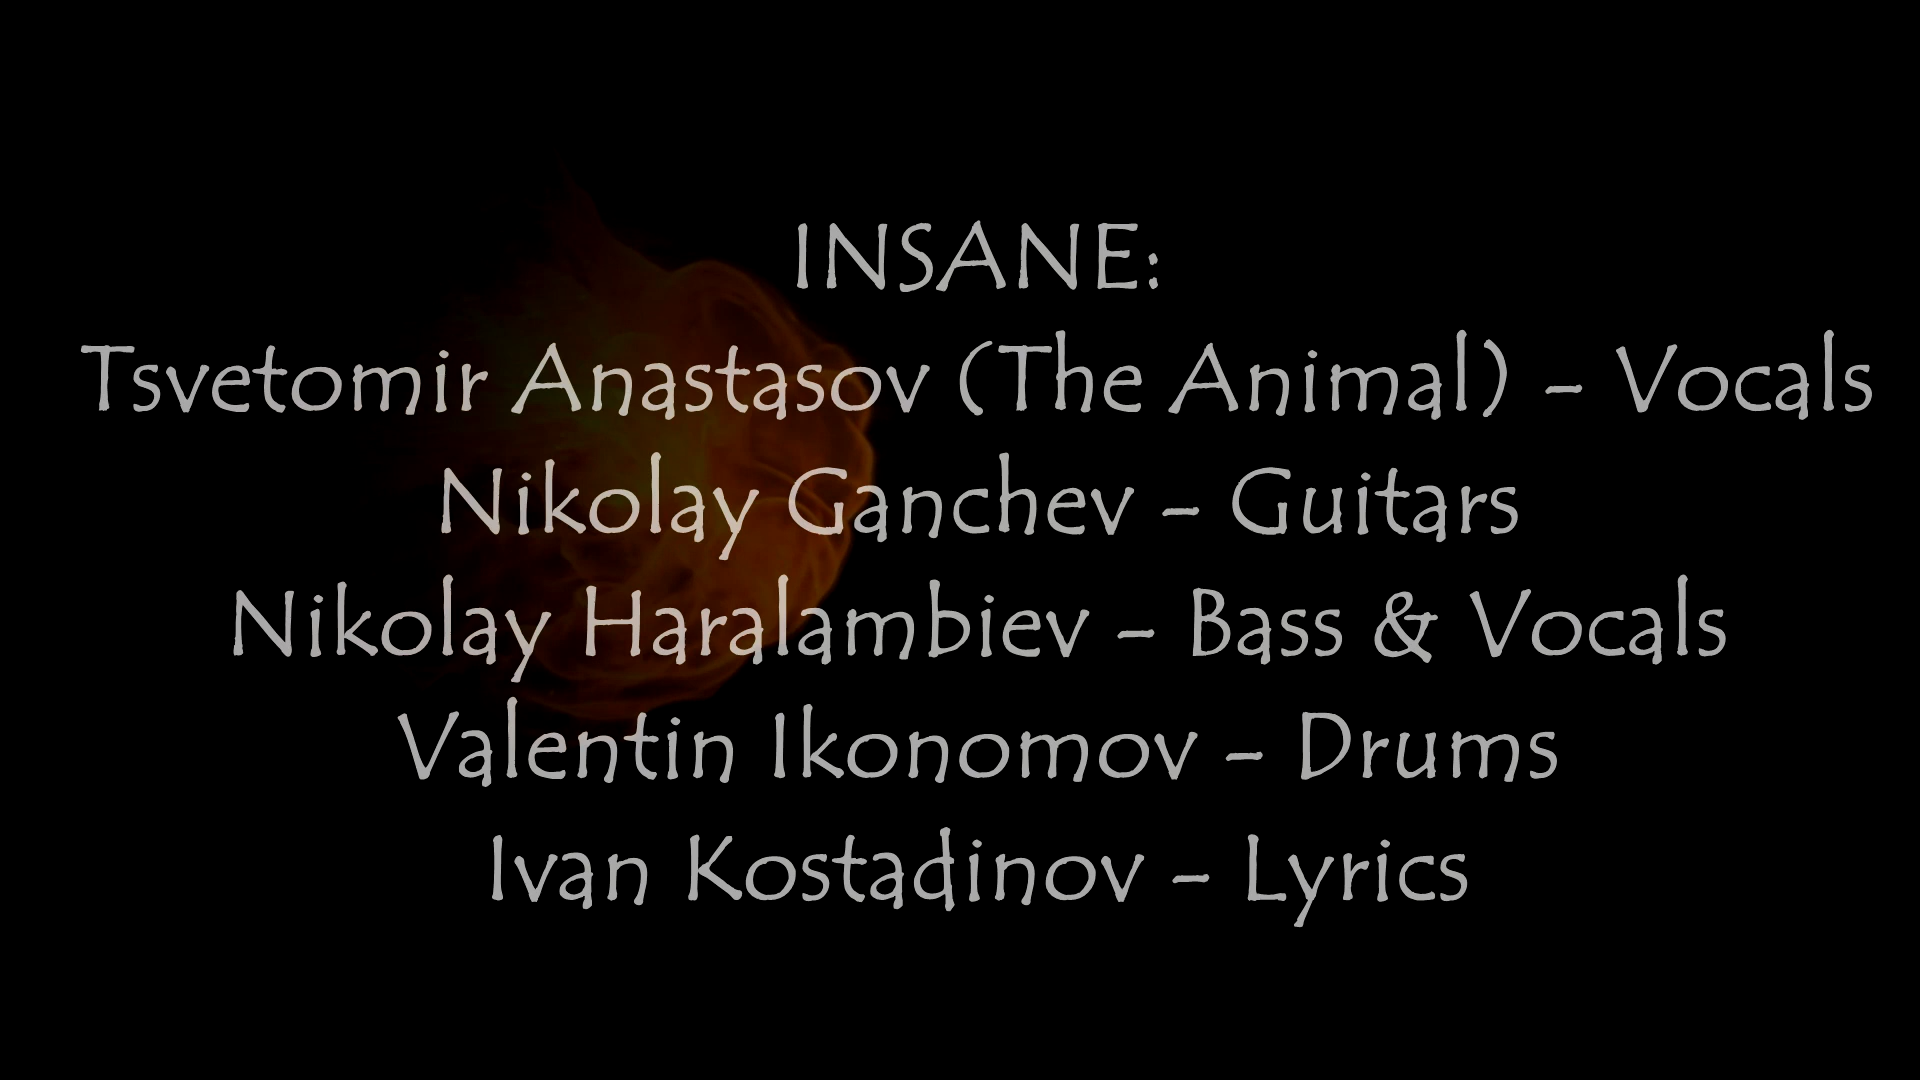 INSANE:
Tsvetomir Anastasov (The Animal) - Vocals
Nikolay Ganchev - Guitars
Nikolay Haralambiev - Bass & Vocals
Valentin Ikonomov - Drums
Ivan Kostadinov - Lyrics